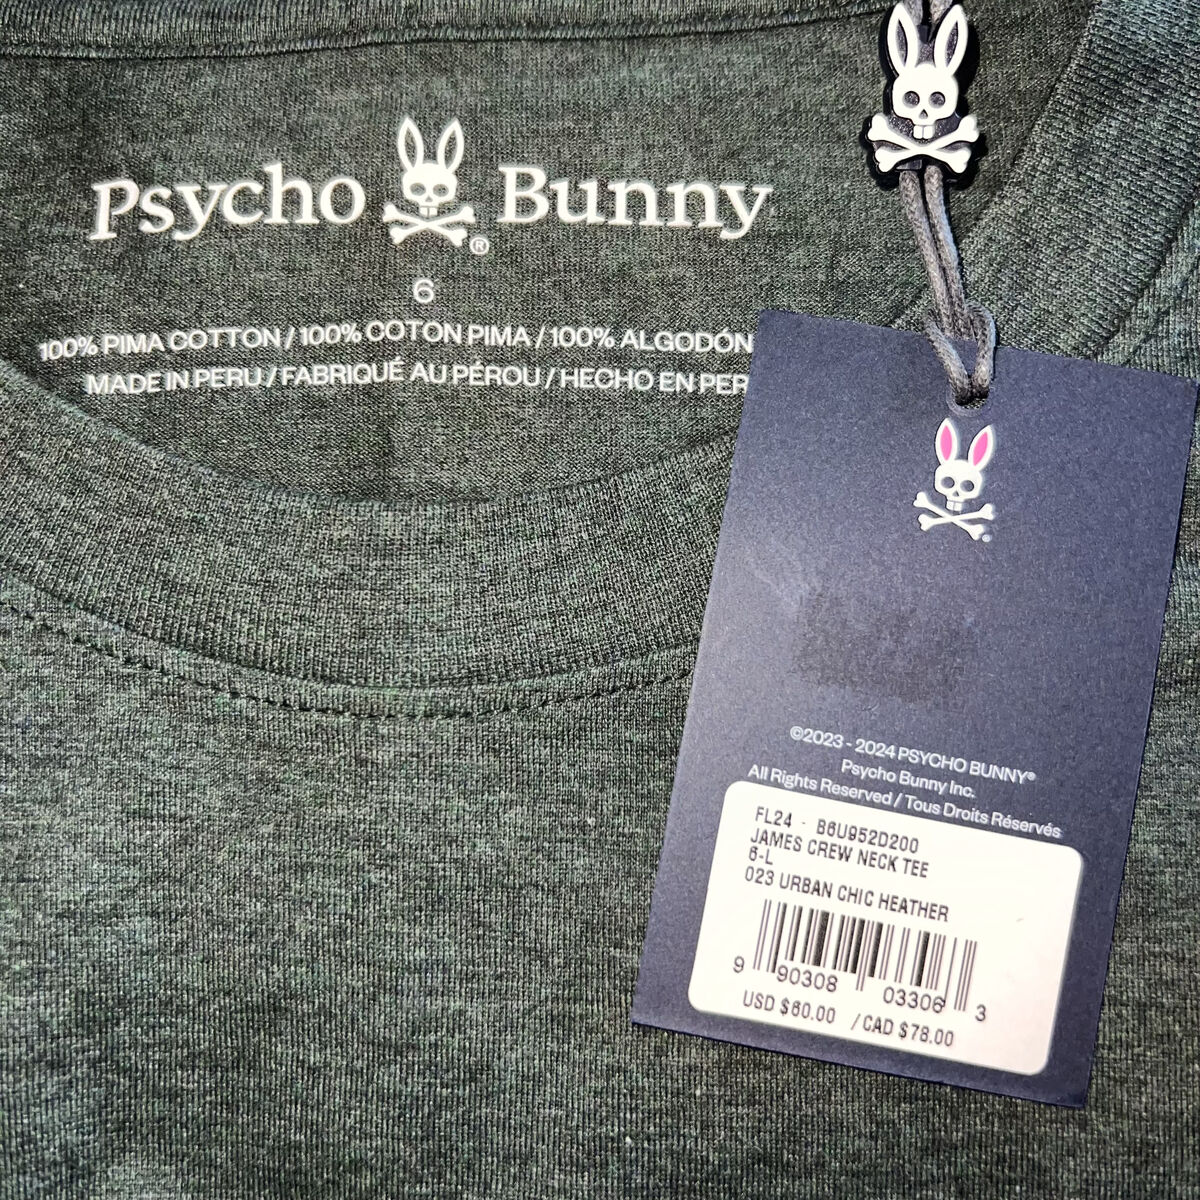 Psycho Bunny®
6
100% PIMA COTTON / 100% COTON PIMA / 100% ALGODÓN
MADE IN PERU / FABRIQUÉ AU PÉROU / HECHO EN PER
©2023 - 2024 PSYCHO BUNNY®
Psycho Bunny Inc.
All Rights Reserved / Tous Droits Réservés
FL24 - B6U952D200
JAMES CREW NECK TEE
6-L
023 URBAN CHIC HEATHER
9 90308 03306 3
USD $60.00 / CAD $78.00